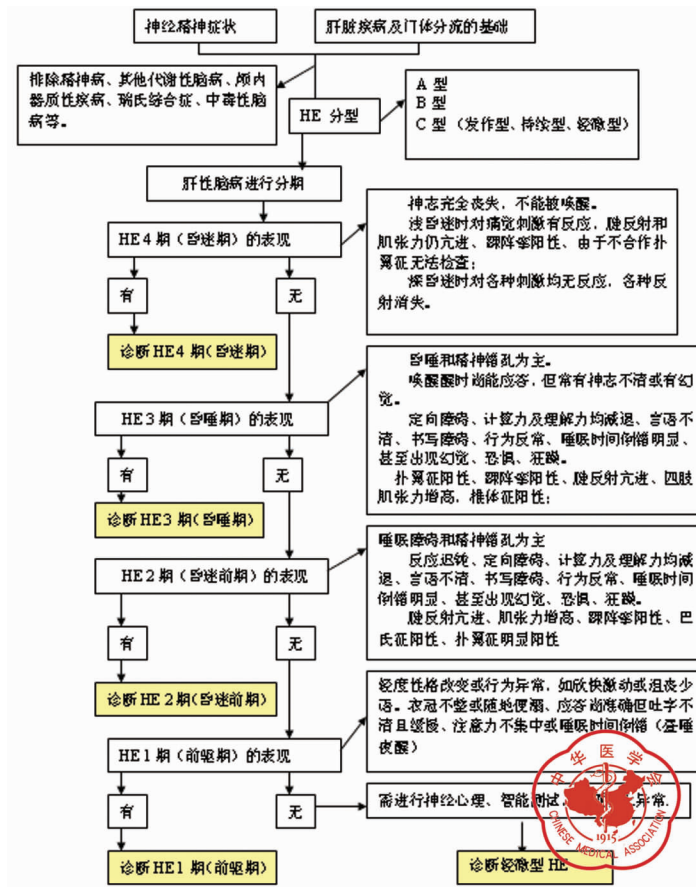 神经精神症状
肝脏疾病及门体分流的基础
排除精神病、其他代谢性脑病、颅内
器质性疾病、瑞氏综合症、中毒性脑
病等。
HE 分型
A 型
B 型
C 型（发作型、持续型、轻微型）
肝性脑病进行分期
HE4 期（昏迷期）的表现
神志完全丧失，不能被唤醒。
浅昏迷时对痛觉刺激有反应，腱反射和
肌张力仍亢进、踝阵挛阳性、由于不合作扑
翼征无法检查；
深昏迷时对各种刺激均无反应，各种反
射消失。
有
无
诊断 HE4 期（昏迷期）
HE3 期（昏睡期）的表现
昏睡和精神错乱为主。
唤醒醒时尚能应答，但常有神志不清或有幻
觉。
定向障碍、计算力及理解力均减退、言语不
清、书写障碍、行为反常、睡眠时间倒错明显、
甚至出现幻觉、恐惧、狂躁。
扑翼征阳性、踝阵挛阳性、腱反射亢进、四肢
肌张力增高，椎体征阳性；
有
无
诊断 HE3 期（昏睡期）
HE2 期（昏迷前期）的表现
睡眠障碍和精神错乱为主
反应迟钝、定向障碍、计算力及理解力均减
退、言语不清、书写障碍、行为反常、睡眠时间
倒错明显、甚至出现幻觉、恐惧、狂躁。
腱反射亢进、肌张力增高、踝阵挛阳性、巴
氏征阳性、扑翼征明显阳性
有
无
诊断 HE 2 期（昏迷前期）
HE1 期（前驱期）的表现
轻度性格改变或行为异常，如欣快激动或沮丧少
语。衣冠不整或随地便溺、应答尚准确但吐字不
清且缓慢、注意力不集中或睡眠时间倒错（昼睡
夜醒）
有
无
需进行神经心理、智能测试，
异常.
诊断 HE1 期（前驱期）
诊断轻微型 HE
中华医学会
CHINESE MEDICAL ASSOCIATION
1915